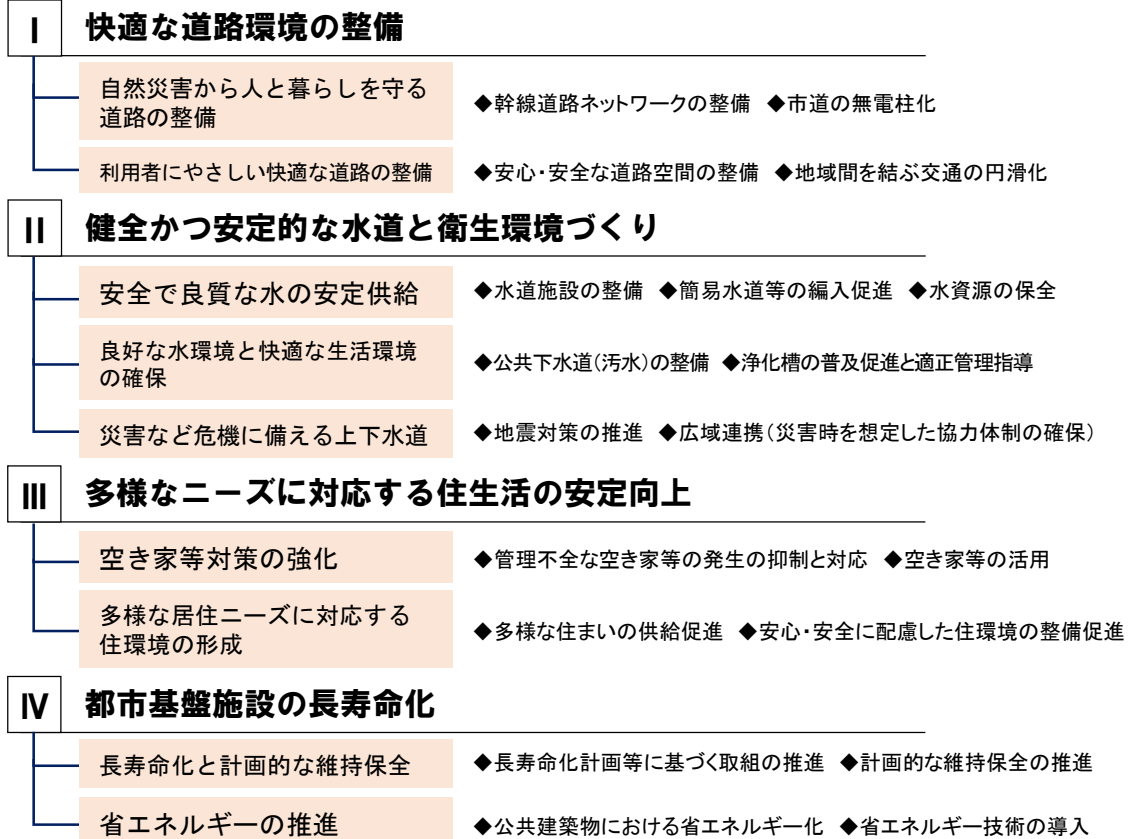 I 快適な道路環境の整備
自然災害から人と暮らしを守る
道路の整備
◆幹線道路ネットワークの整備 ◆市道の無電柱化
利用者にやさしい快適な道路の整備
◆安心・安全な道路空間の整備 ◆地域間を結ぶ交通の円滑化
II 健全かつ安定的な水道と衛生環境づくり
安全で良質な水の安定供給
◆水道施設の整備 ◆簡易水道等の編入促進 ◆水資源の保全
良好な水環境と快適な生活環境
の確保
◆公共下水道(汚水)の整備 ◆浄化槽の普及促進と適正管理指導
災害など危機に備える上下水道
◆地震対策の推進 ◆広域連携(災害時を想定した協力体制の確保)
III 多様なニーズに対応する住生活の安定向上
空き家等対策の強化
◆管理不全な空き家等の発生の抑制と対応 ◆空き家等の活用
多様な居住ニーズに対応する
住環境の形成
◆多様な住まいの供給促進 ◆安心・安全に配慮した住環境の整備促進
IV 都市基盤施設の長寿命化
長寿命化と計画的な維持保全
◆長寿命化計画等に基づく取組の推進 ◆計画的な維持保全の推進
省エネルギーの推進
◆公共建築物における省エネルギー化 ◆省エネルギー技術の導入